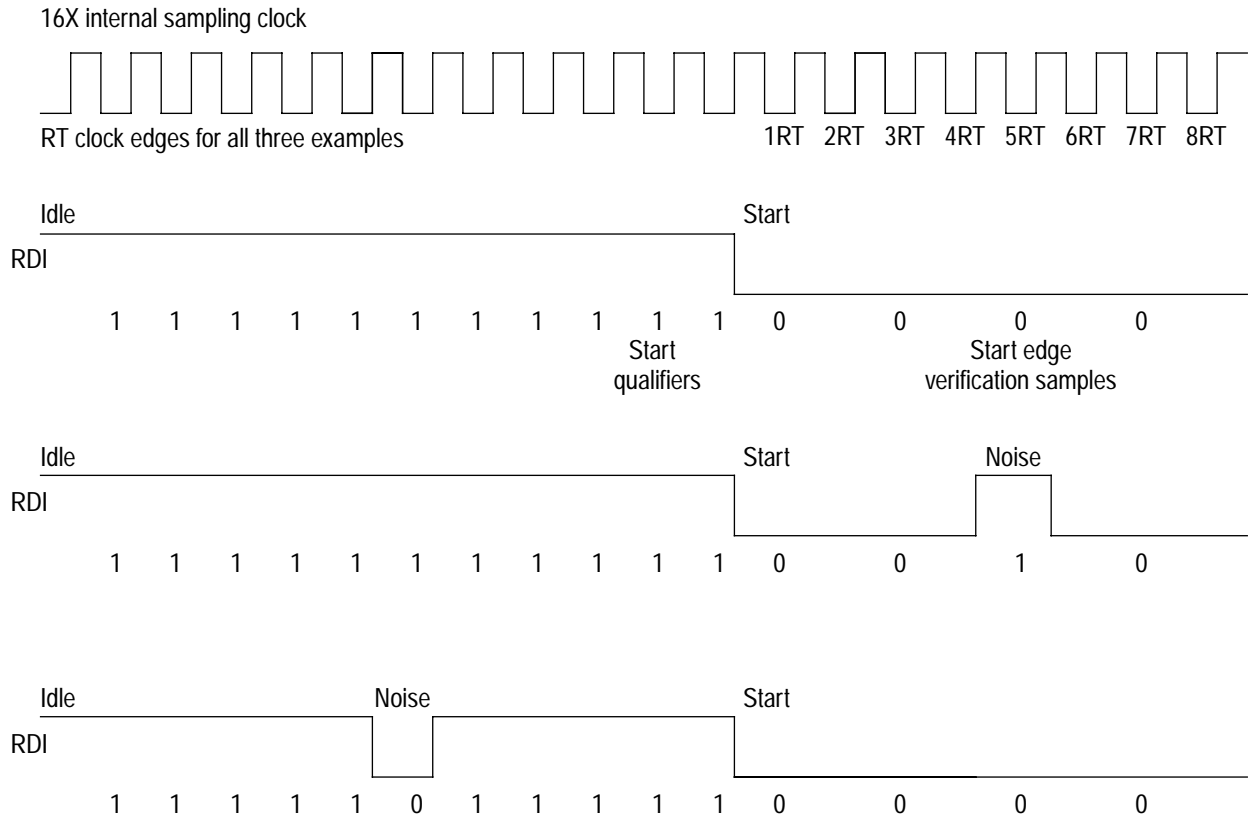 16X internal sampling clock
RT clock edges for all three examples
1RT 2RT 3RT 4RT 5RT 6RT 7RT 8RT
Idle Start
RDI
1 1 1 1 1 1 1 1 1 1 1 0 0 0 0
Start
qualifiers
Start edge
verification samples
Idle Start Noise
RDI
1 1 1 1 1 1 1 1 1 1 1 0 0 1 0
Idle Noise Start
RDI
1 1 1 1 1 0 1 1 1 1 1 0 0 0 0